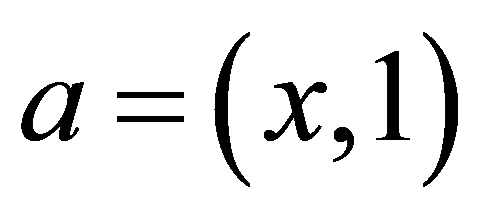 a = (x,1)